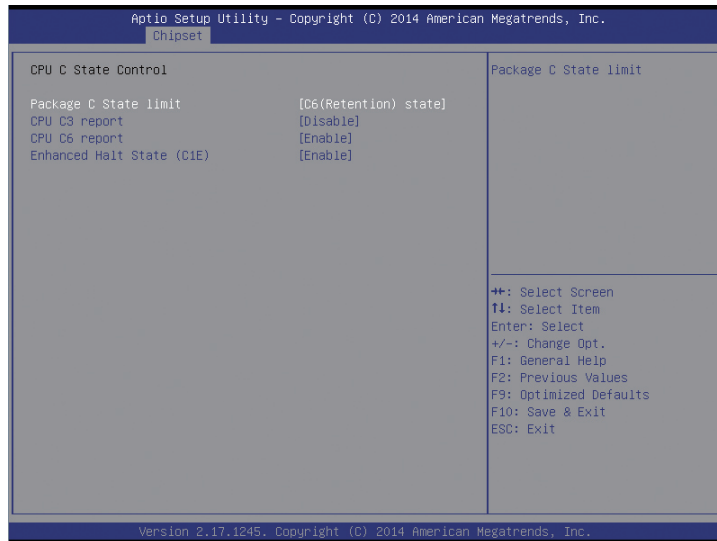 Aptio Setup Utility – Copyright (C) 2014 American Megatrends, Inc.
Chipset
CPU C State Control
Package C State limit [C6(Retention) state]
CPU C3 report [Disable]
CPU C6 report [Enable]
Enhanced Halt State (C1E) [Enable]
Package C State limit
→←: Select Screen
↑↓: Select Item
Enter: Select
+/-: Change Opt.
F1: General Help
F2: Previous Values
F9: Optimized Defaults
F10: Save & Exit
ESC: Exit
Version 2.17.1245. Copyright (C) 2014 American Megatrends, Inc.